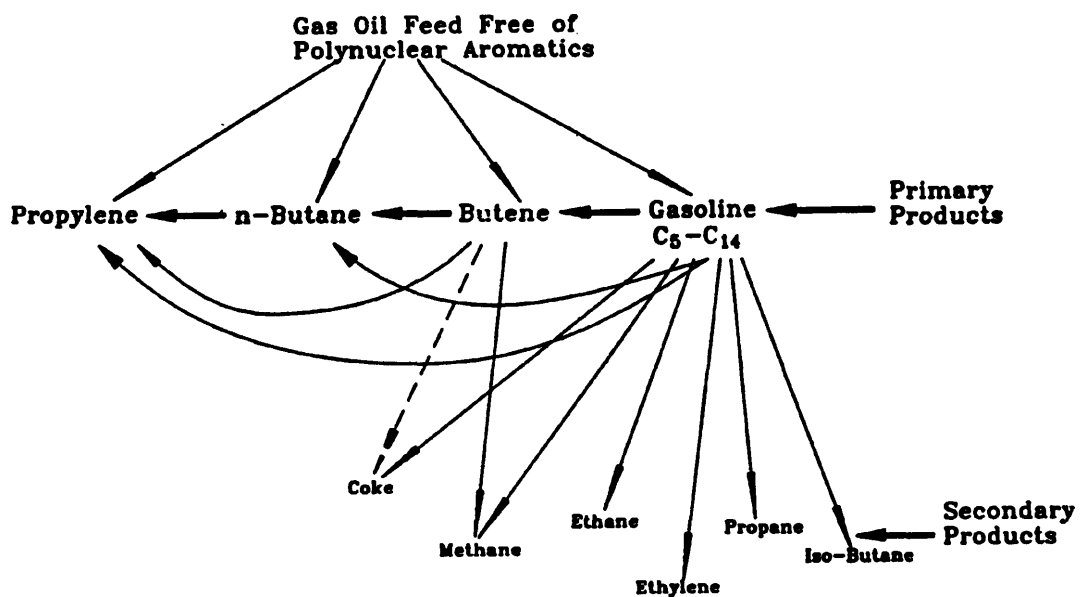 Gas Oil Feed Free of
Polynuclear Aromatics
Propylene
n-Butane
Butene
Gasoline
C₅-C₁₄
Primary
Products
Coke
Methane
Ethane
Ethylene
Propane
Iso-Butane
Secondary
Products